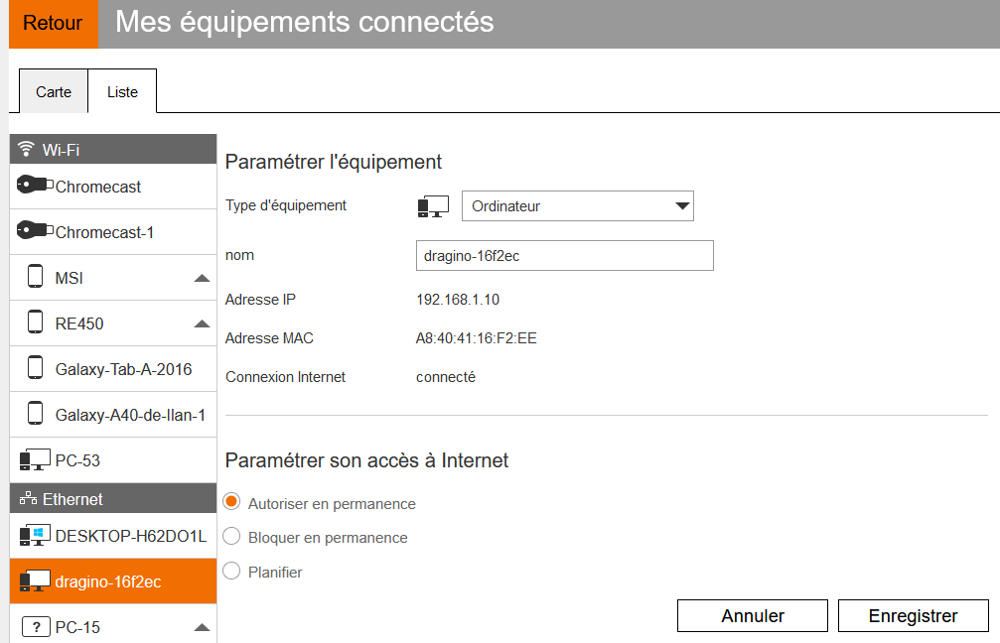 Retour Mes équipements connectés
Carte Liste
Wi-Fi
Chromecast
Chromecast-1
MSI
RE450
Galaxy-Tab-A-2016
Galaxy-A40-de-Ilan-1
PC-53
Ethernet
DESKTOP-H62DO1L
dragino-16f2ec
? PC-15
Paramétrer l'équipement
Type d'équipement Ordinateur
nom dragino-16f2ec
Adresse IP 192.168.1.10
Adresse MAC A8:40:41:16:F2:EE
Connexion Internet connecté
Paramétrer son accès à Internet
Autoriser en permanence
Bloquer en permanence
Planifier
Annuler Enregistrer